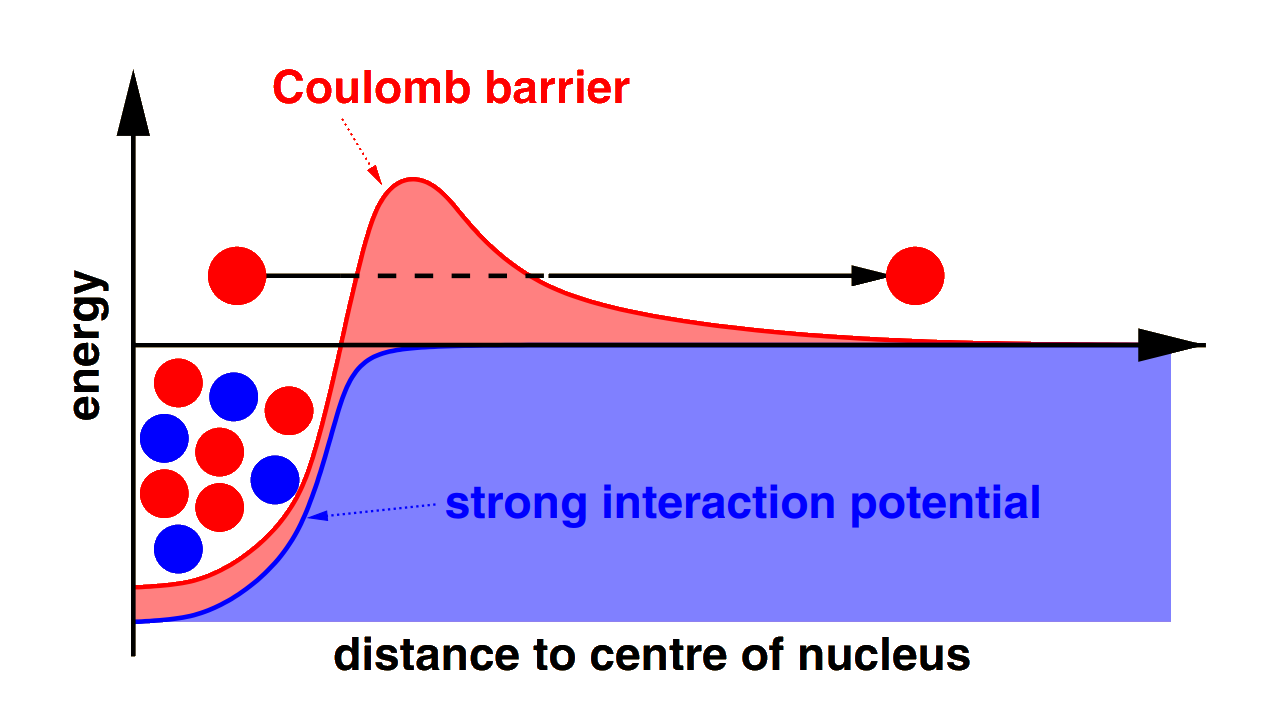 Coulomb barrier
energy
strong interaction potential
distance to centre of nucleus